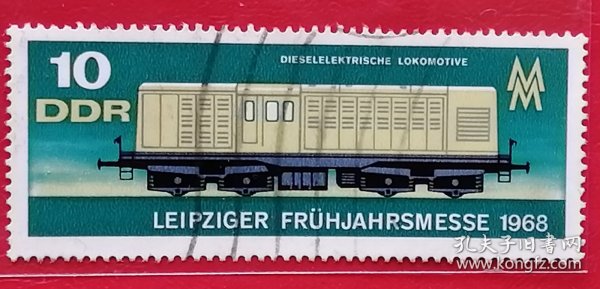 10
DDR
DIESELELEKTRISCHE LOKOMOTIVE
MM
LEIPZIGER FRÜHJAHRSMESSE 1968
孔夫子旧书网
www.kongfz.com